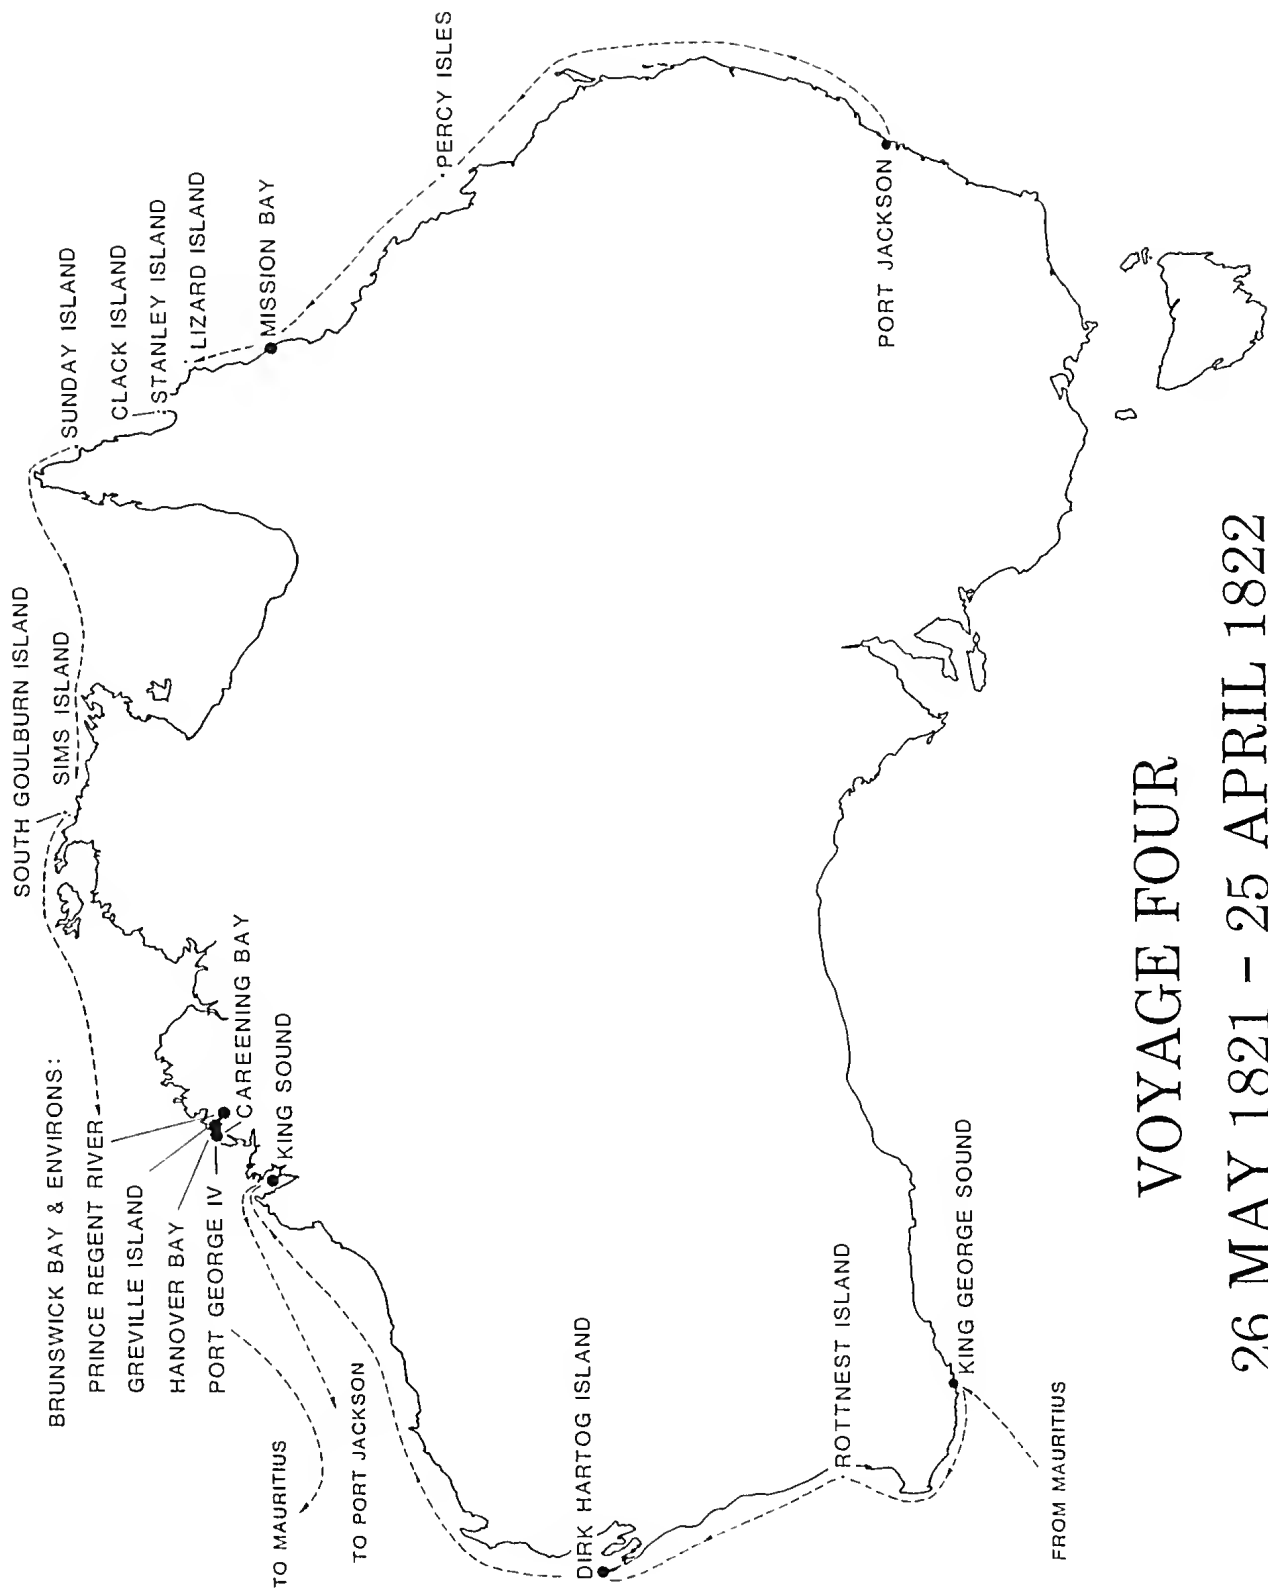 SOUTH GOULBURN ISLAND
SIMS ISLAND
SUNDAY ISLAND
CLACK ISLAND
STANLEY ISLAND
LIZARD ISLAND
MISSION BAY
PERCY ISLES
PORT JACKSON
BRUNSWICK BAY & ENVIRONS:
PRINCE REGENT RIVER
GREVILLE ISLAND
HANOVER BAY
PORT GEORGE IV
CAREENING BAY
KING SOUND
TO MAURITIUS
TO PORT JACKSON
DIRK HARTOG ISLAND
ROTTNEST ISLAND
KING GEORGE SOUND
FROM MAURITIUS
VOYAGE FOUR
26 MAY 1821 - 25 APRIL 1822